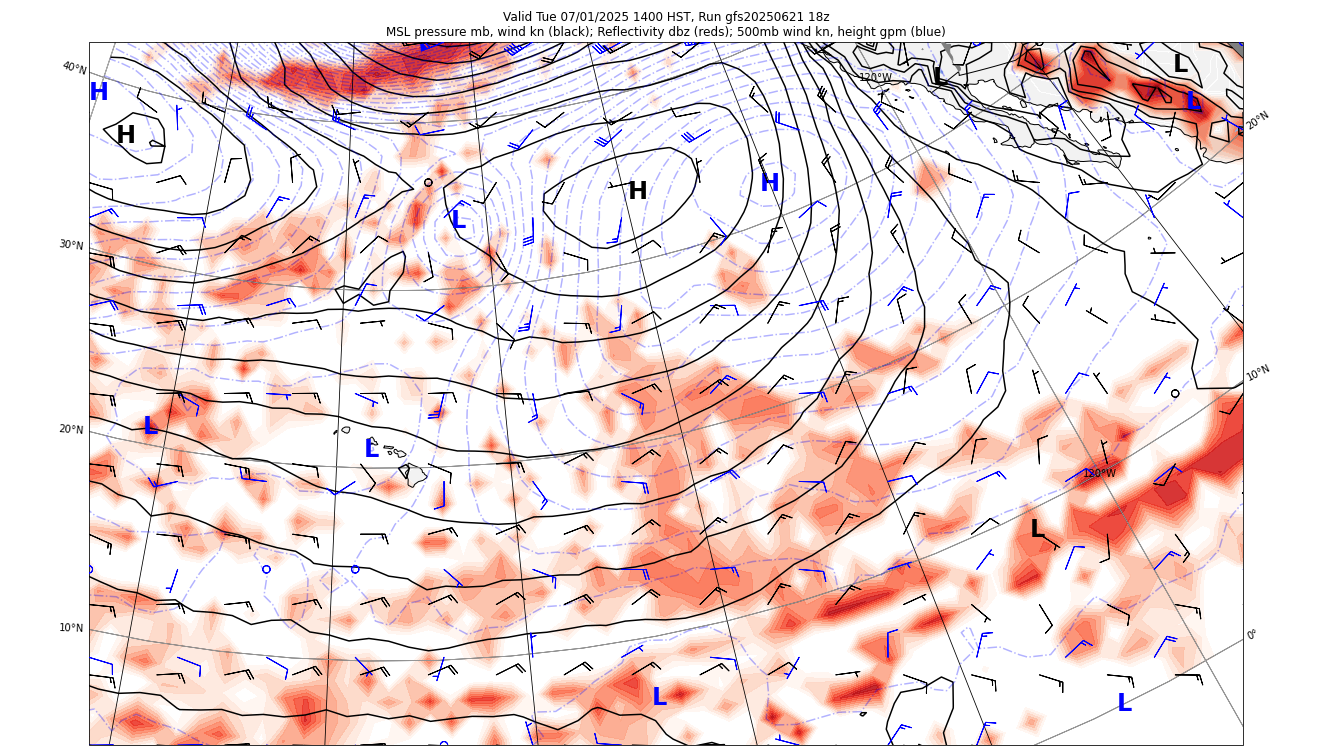 Valid Tue 07/01/2025 1400 HST, Run gfs20250621 18z
MSL pressure mb, wind kn (black); Reflectivity dbz (reds); 500mb wind kn, height gpm (blue)
40°N
120°W
L
L
L
H
L
20°N
H
H
H
L
30°N
10°N
L
20°N
L
120°W
L
10°N
0°
L
L